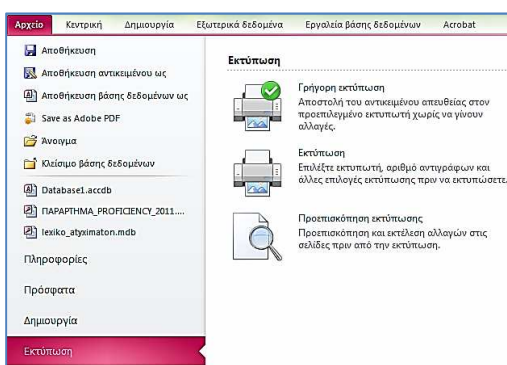 Αρχείο Κεντρική Δημιουργία Εξωτερικά δεδομένα Εργαλεία βάσης δεδομένων Acrobat
Αποθήκευση
Αποθήκευση αντικειμένου ως
Αποθήκευση βάσης δεδομένων ως
Save as Adobe PDF
Άνοιγμα
Κλείσιμο βάσης δεδομένων
Database1.accdb
ΠΑΡΑΡΤΗΜΑ_PROFICIENCY_2011....
lexiko_atyximaton.mdb
Πληροφορίες
Πρόσφατα
Δημιουργία
Εκτύπωση
Εκτύπωση
Γρήγορη εκτύπωση
Αποστολή του αντικειμένου απευθείας στον
προεπιλεγμένο εκτυπωτή χωρίς να γίνουν
αλλαγές.
Εκτύπωση
Επιλέξτε εκτυπωτή, αριθμό αντιγράφων και
άλλες επιλογές εκτύπωσης πριν να εκτυπώσετε.
Προεπισκόπηση εκτύπωσης
Προεπισκόπηση και εκτέλεση αλλαγών στις
σελίδες πριν από την εκτύπωση.